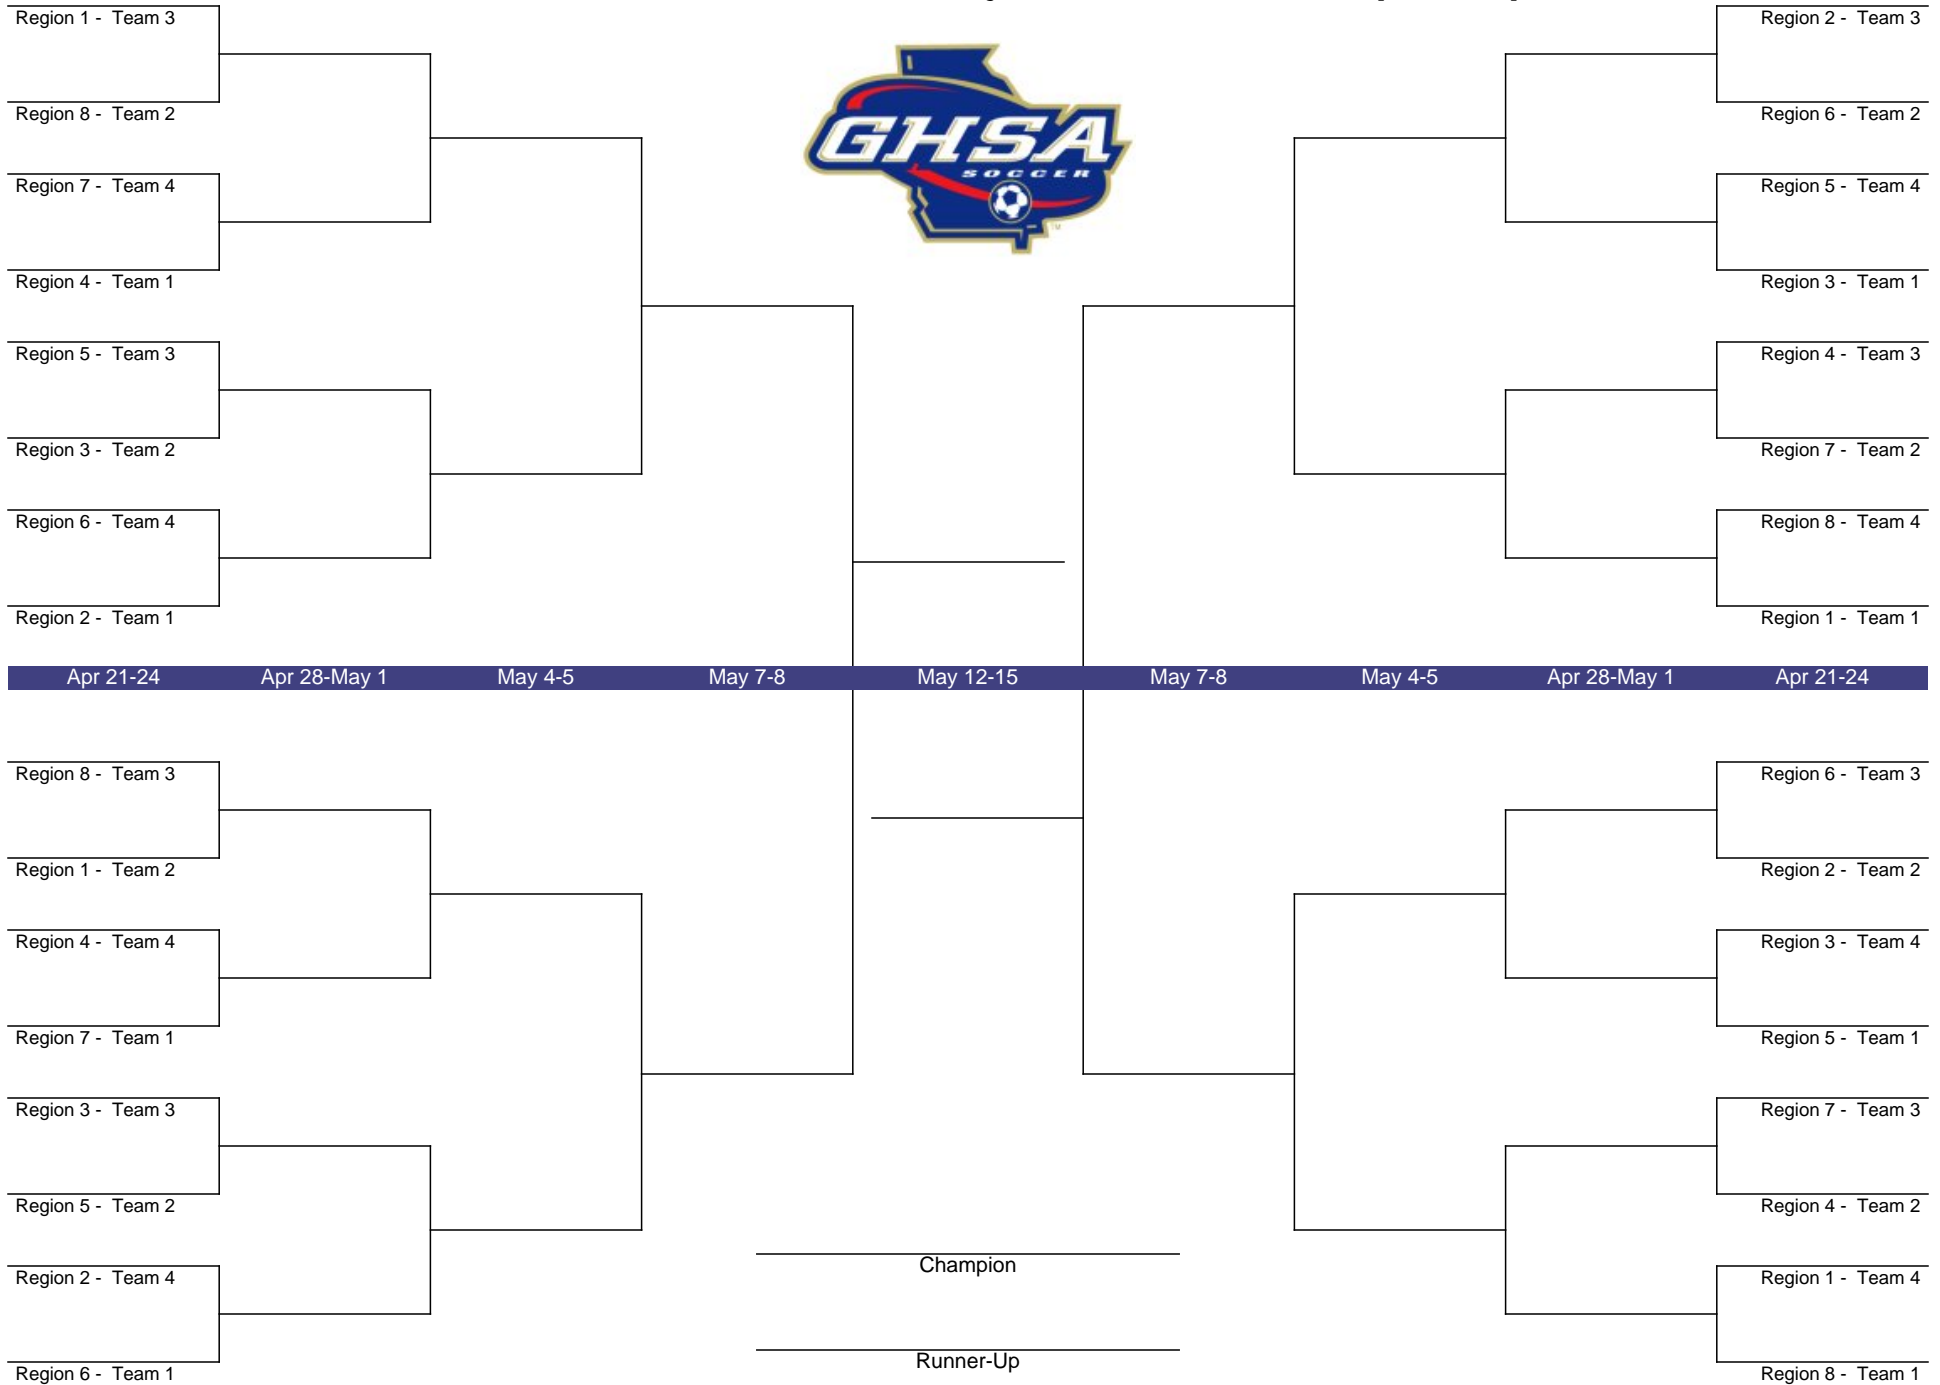 Region 1 - Team 3
Region 8 - Team 2
Region 7 - Team 4
Region 4 - Team 1
Region 5 - Team 3
Region 3 - Team 2
Region 6 - Team 4
Region 2 - Team 1
GHSA
SOCCER
TM
Region 2 - Team 3
Region 6 - Team 2
Region 5 - Team 4
Region 3 - Team 1
Region 4 - Team 3
Region 7 - Team 2
Region 8 - Team 4
Region 1 - Team 1
Apr 21-24 Apr 28-May 1 May 4-5 May 7-8 May 12-15 May 7-8 May 4-5 Apr 28-May 1 Apr 21-24
Region 8 - Team 3
Region 1 - Team 2
Region 4 - Team 4
Region 7 - Team 1
Region 3 - Team 3
Region 5 - Team 2
Region 2 - Team 4
Region 6 - Team 1
Champion
Runner-Up
Region 6 - Team 3
Region 2 - Team 2
Region 3 - Team 4
Region 5 - Team 1
Region 7 - Team 3
Region 4 - Team 2
Region 1 - Team 4
Region 8 - Team 1